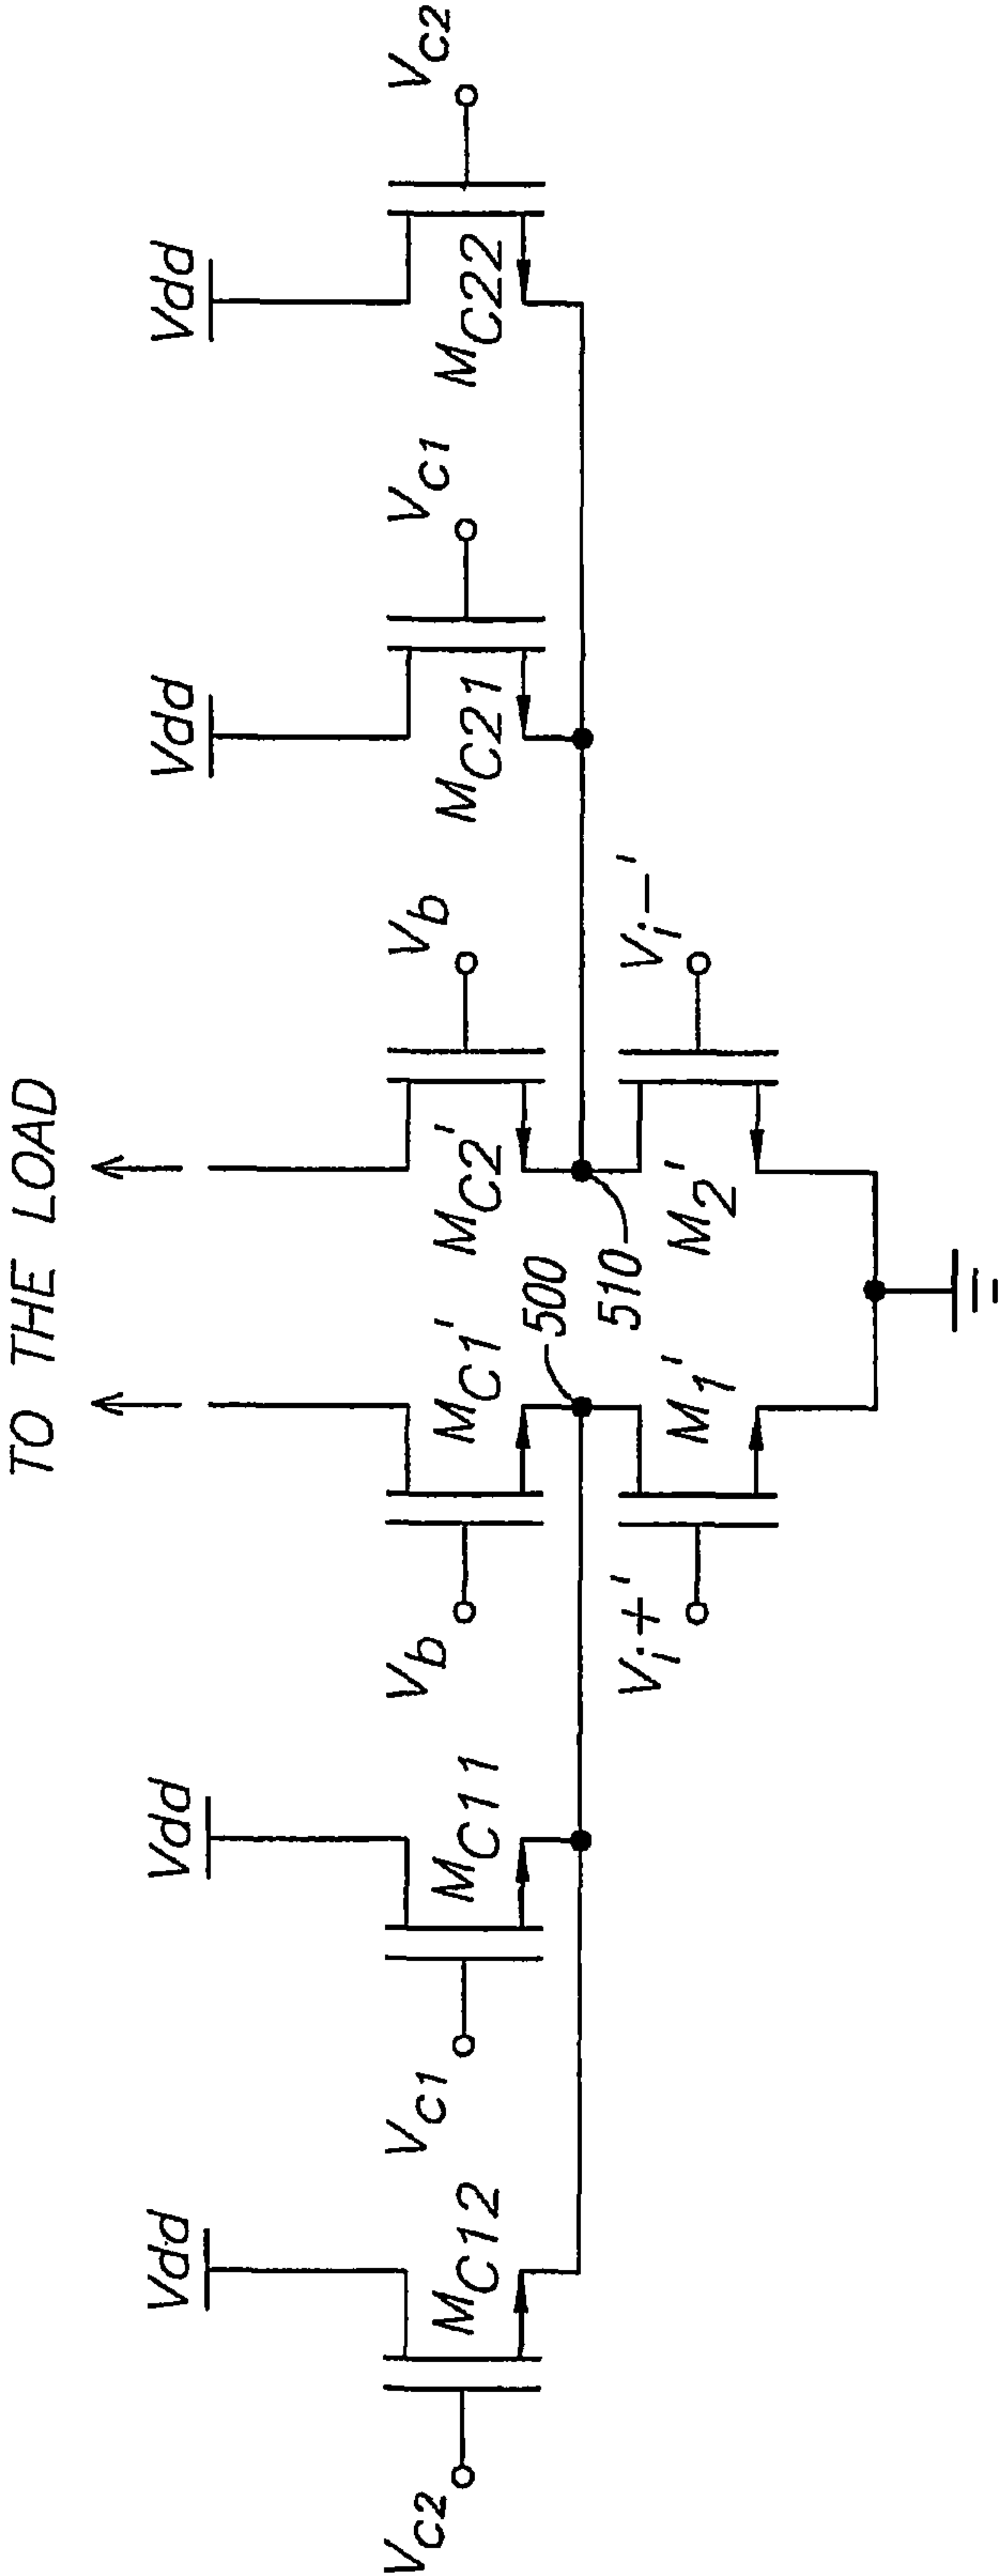 TO THE LOAD
Vdd
Vdd
Vdd
Vdd
VC2
MC12
VC1
MC11
Vb
MC1'
MC2'
Vb
MC21
VC1
MC22
VC2
500
510
Vi+'
M1'
M2'
Vi-'